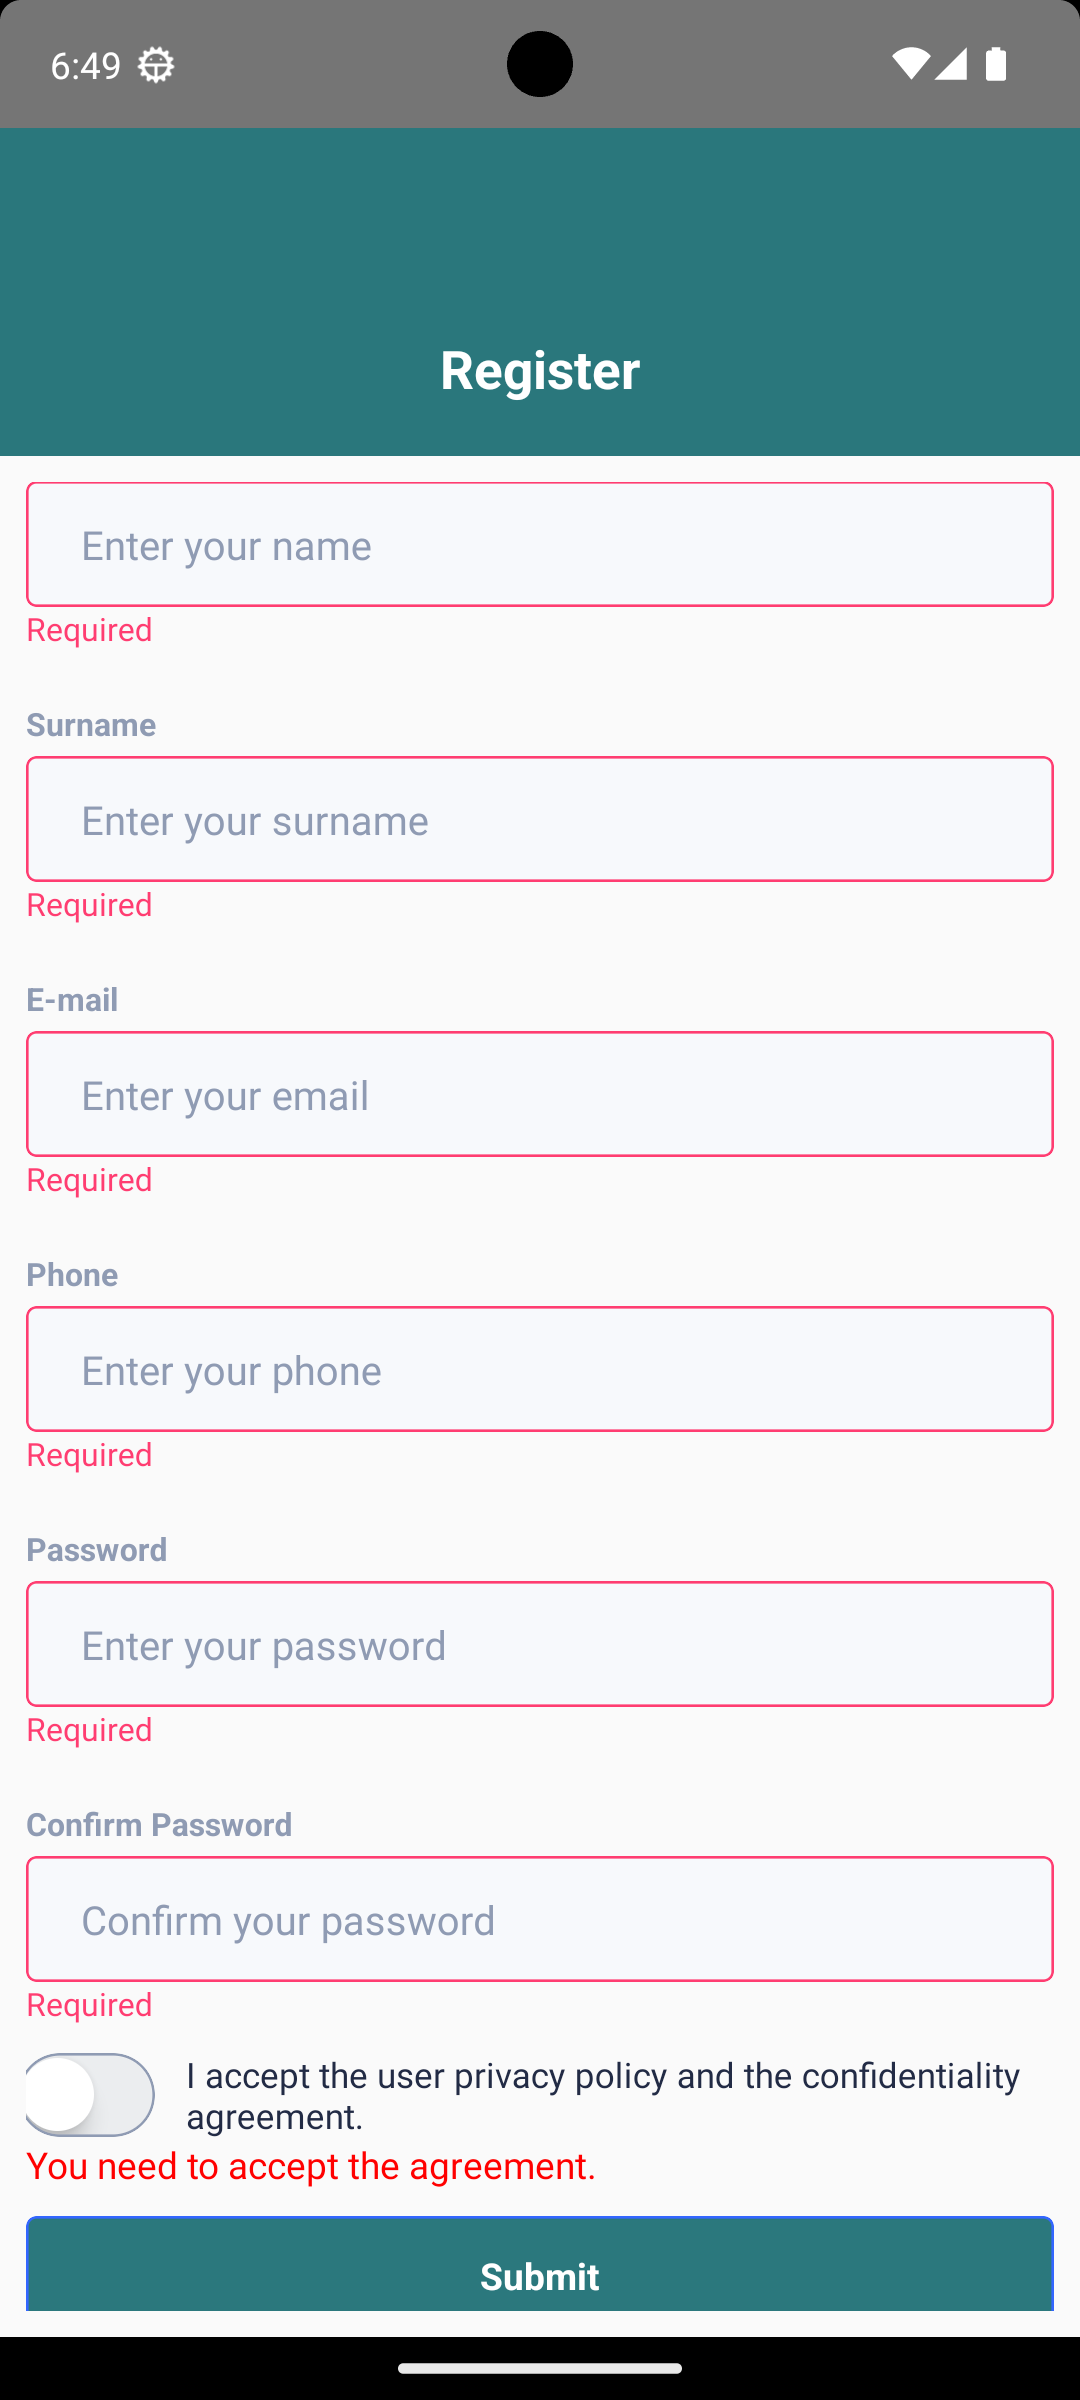 6:49
Register
Enter your name
Required
Surname
Enter your surname
Required
E-mail
Enter your email
Required
Phone
Enter your phone
Required
Password
Enter your password
Required
Confirm Password
Confirm your password
Required
I accept the user privacy policy and the confidentiality
agreement.
You need to accept the agreement.
Submit